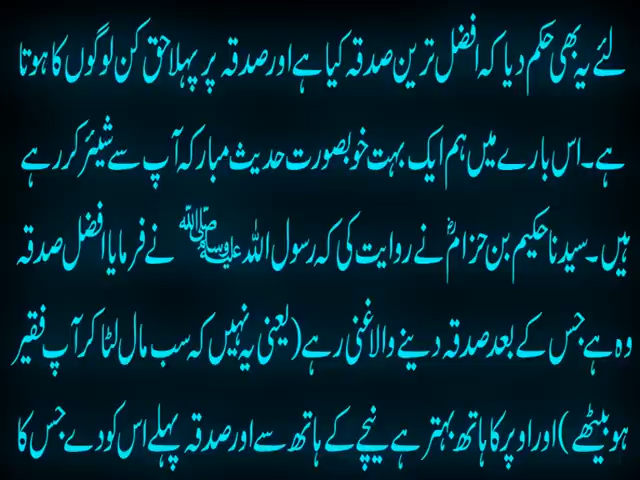 لئے یہ بھی حکم دیا کہ افضل ترین صدقہ کیا ہے اور صدقہ پر پہلا حق کن لوگوں کا ہوتا
ہے۔ اس بارے میں ہم ایک بہت خوبصورت حدیث مبارکہ آپ سے شیئر کر رہے
ہیں۔ سیدنا حکیم بن حزامؓ نے روایت کی کہ رسول اللہ ﷺ نے فرمایا افضل صدقہ
وہ ہے جس کے بعد صدقہ دینے والا غنی رہے (یعنی یہ نہیں کہ سب مال لٹا کر آپ فقیر
ہو بیٹھے) اور اوپر کا ہاتھ بہتر ہے نیچے کے ہاتھ سے اور صدقہ پہلے اس کو دے جس کا